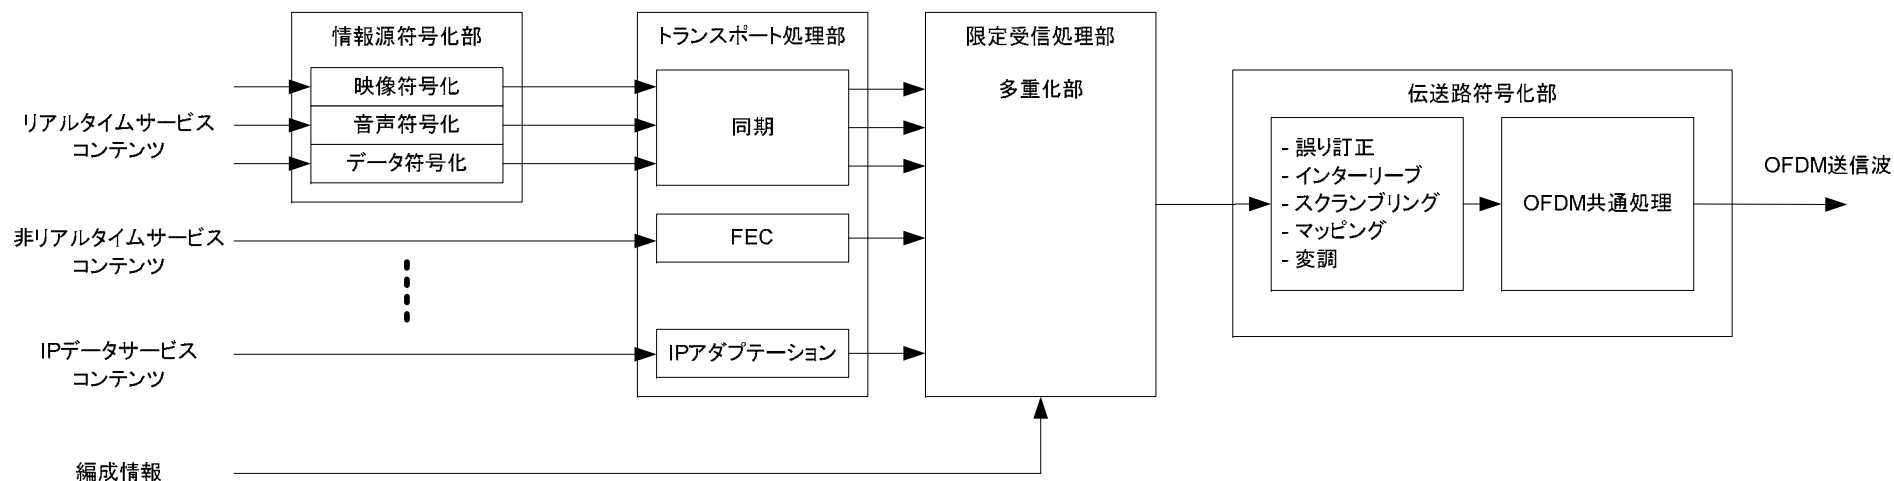 情報源符号化部
映像符号化
音声符号化
データ符号化
リアルタイムサービス
コンテンツ
非リアルタイムサービス
コンテンツ
IPデータサービス
コンテンツ
編成情報
トランスポート処理部
同期
FEC
IPアダプテーション
限定受信処理部
多重化部
伝送路符号化部
- 誤り訂正
- インターリーブ
- スクランブリング
- マッピング
- 変調
OFDM共通処理
OFDM送信波